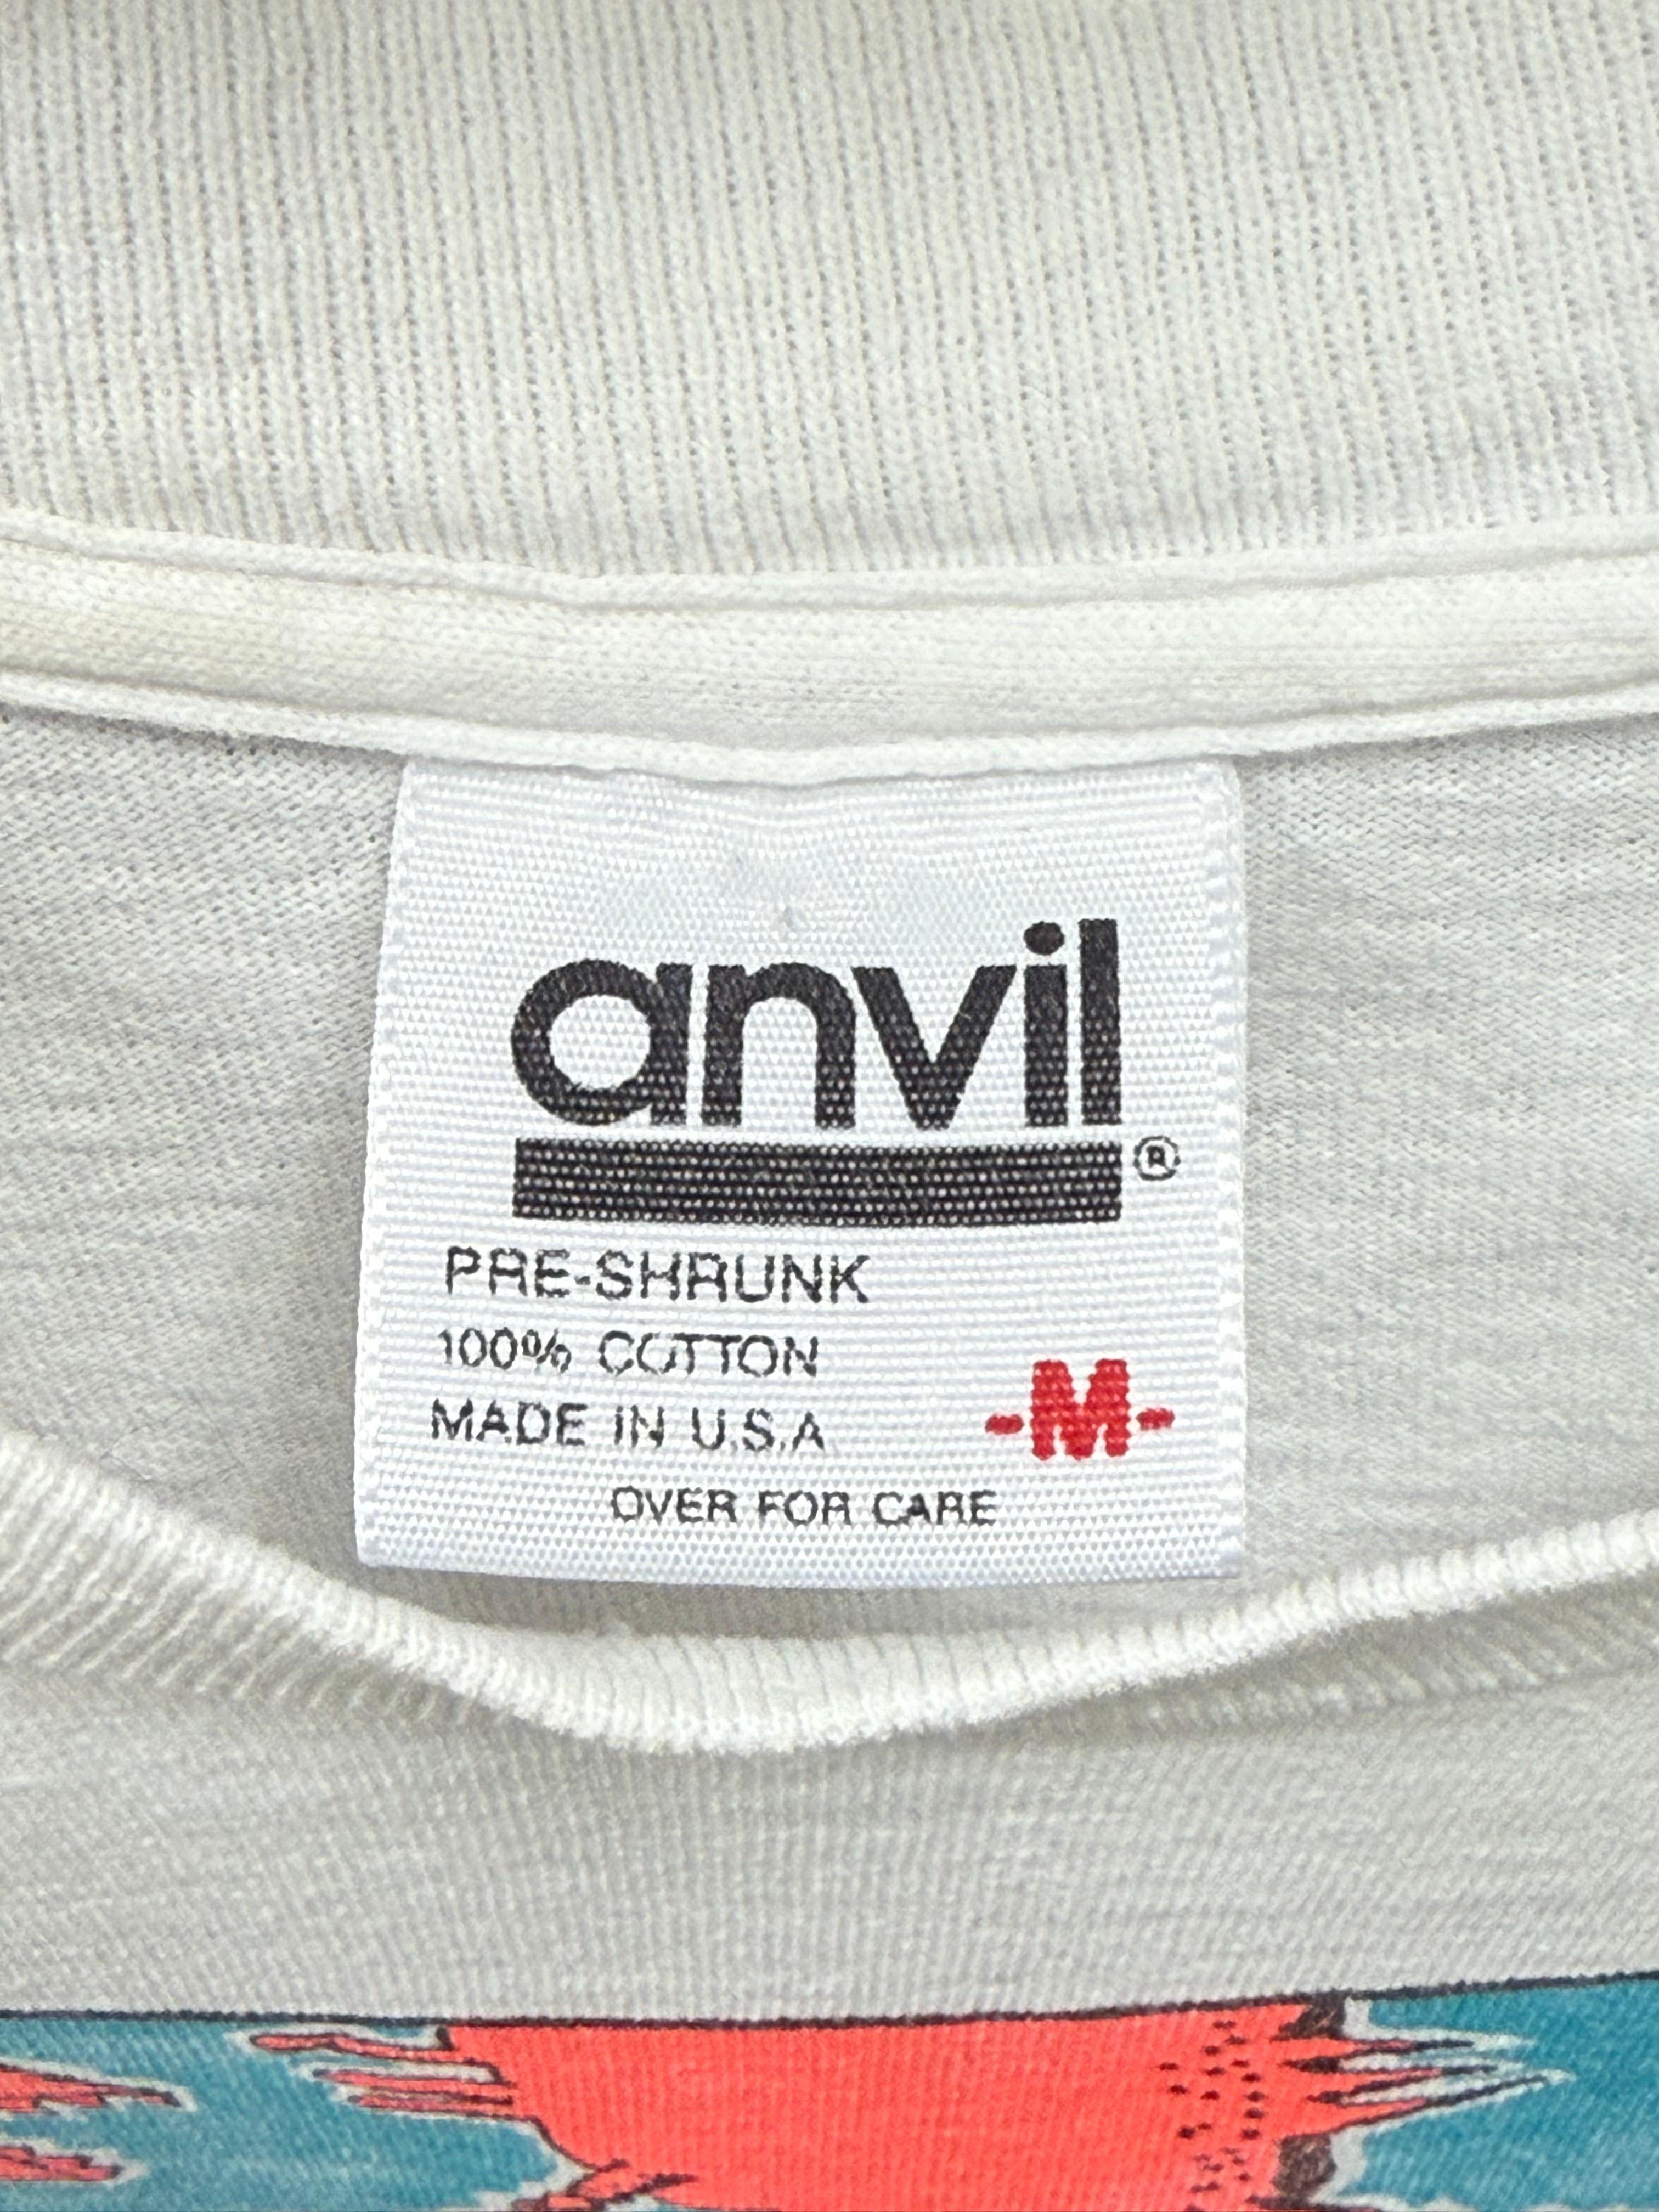 anvil®
PRE-SHRUNK
100% COTTON
MADE IN U.S.A
-M-
OVER FOR CARE